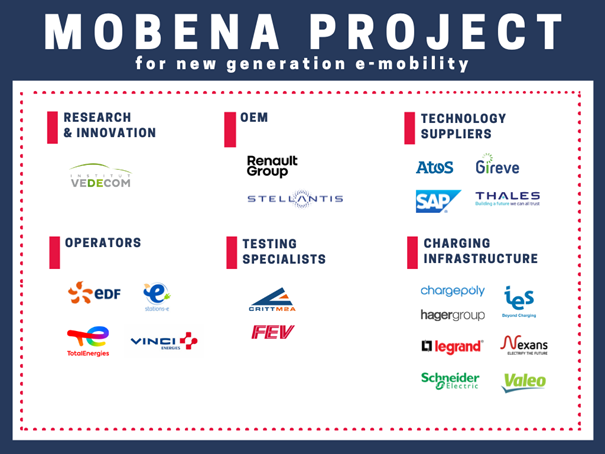 MOBENA PROJECT
for new generation e-mobility
RESEARCH
& INNOVATION
INSTITUT
VEDECOM
OEM
Renault
Group
STELLANTIS
TECHNOLOGY
SUPPLIERS
Atos
Gireve
SAP
THALES
Building a future we can all trust
OPERATORS
eDF
e
stations-e
TotalEnergies
VINCI
ENERGIES
TESTING
SPECIALISTS
CRITTM2A
FEV
CHARGING
INFRASTRUCTURE
chargepoly
ies
Beyond Charging
hagergroup
legrand
Nexans
ELECTRIFY THE FUTURE
Schneider
Electric
Valeo